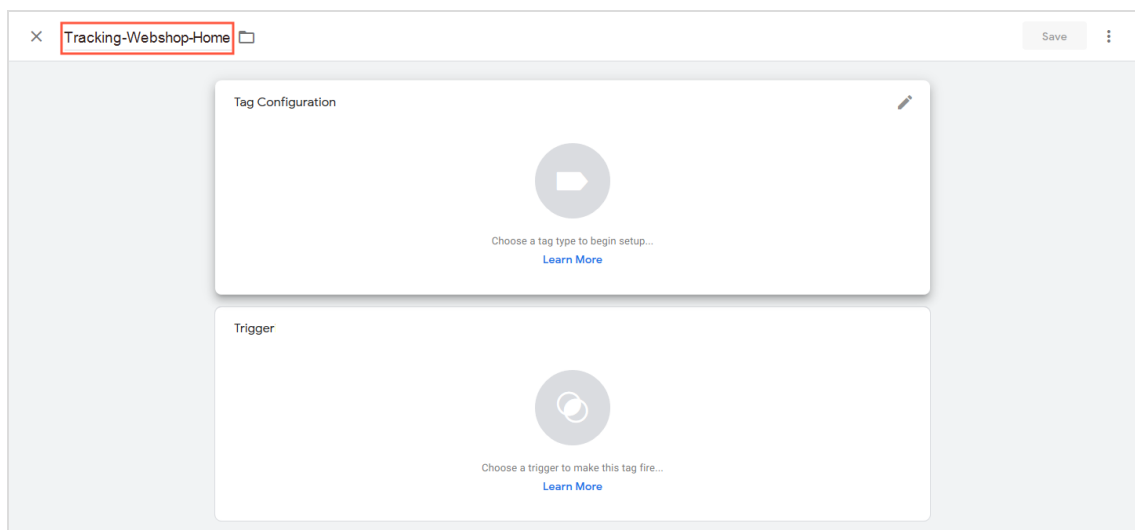 Tracking-Webshop-Home
Save
Tag Configuration
Choose a tag type to begin setup...
Learn More
Trigger
Choose a trigger to make this tag fire...
Learn More